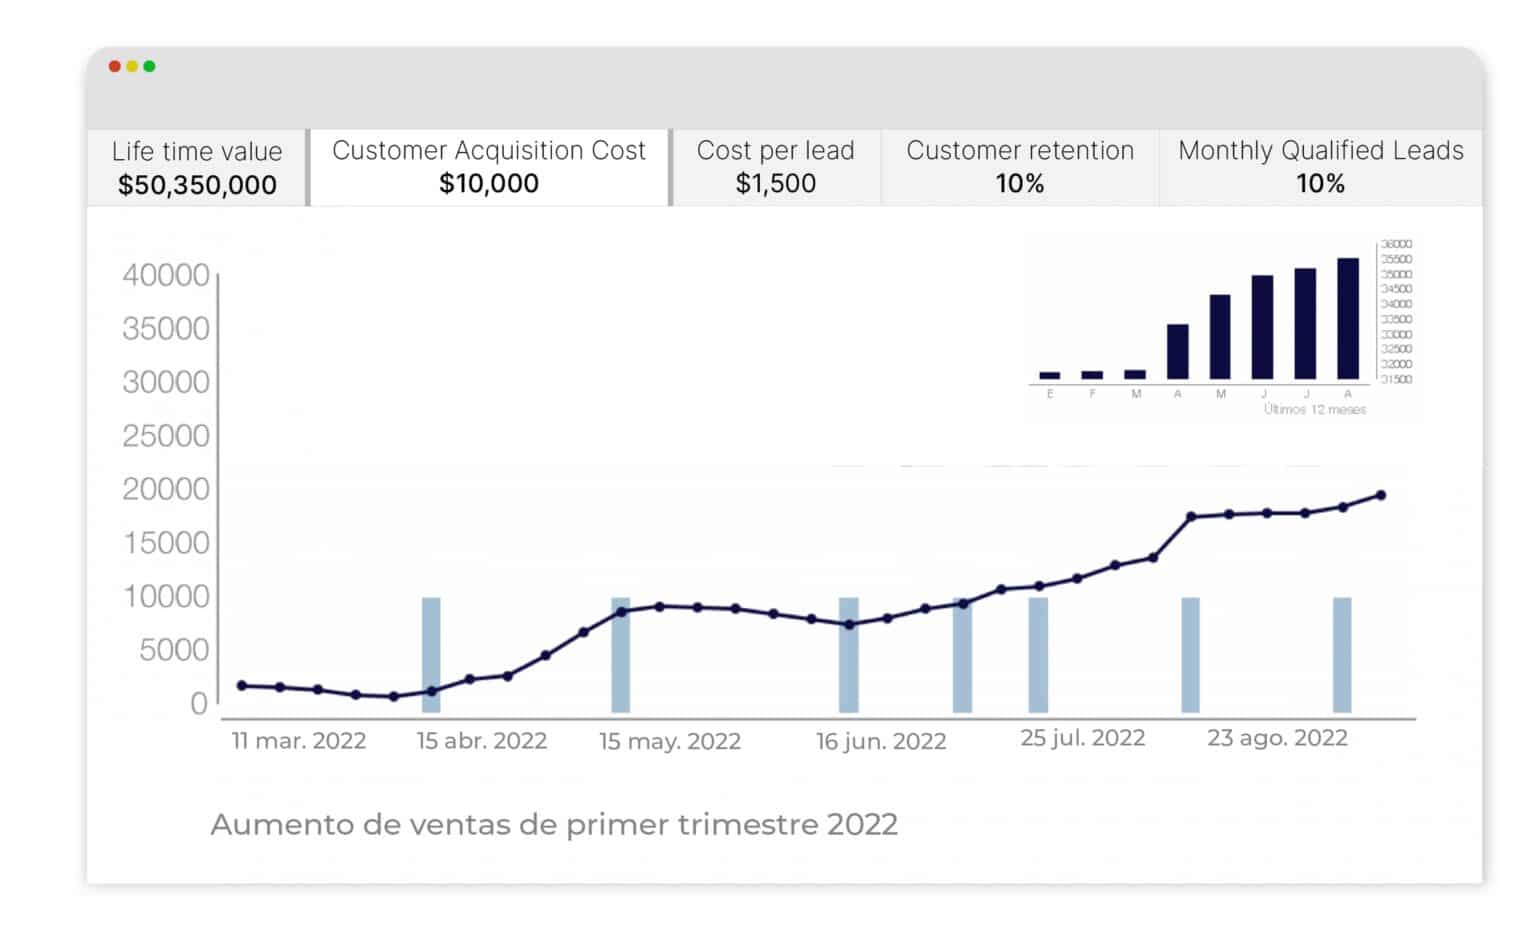 Life time value
$50,350,000
Customer Acquisition Cost
$10,000
Cost per lead
$1,500
Customer retention
10%
Monthly Qualified Leads
10%
40000
35000
30000
25000
20000
15000
10000
5000
0
36000
35500
35000
34500
34000
33500
33000
32500
32000
31500
E F M A M J J A
Últimos 12 meses
11 mar. 2022 15 abr. 2022 15 may. 2022 16 jun. 2022 25 jul. 2022 23 ago. 2022
Aumento de ventas de primer trimestre 2022